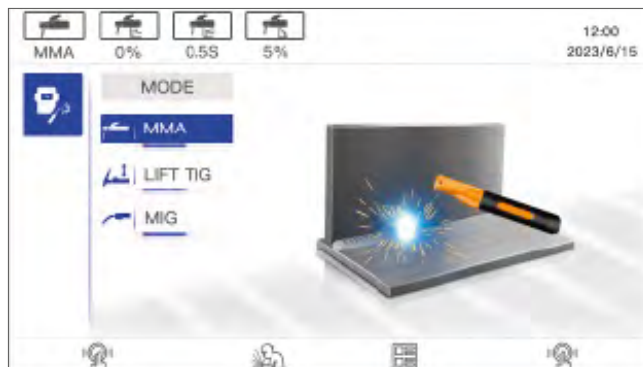 MMA 0% 0.5S 5%
12:00
2023/6/15
MODE
MMA
LIFT TIG
MIG